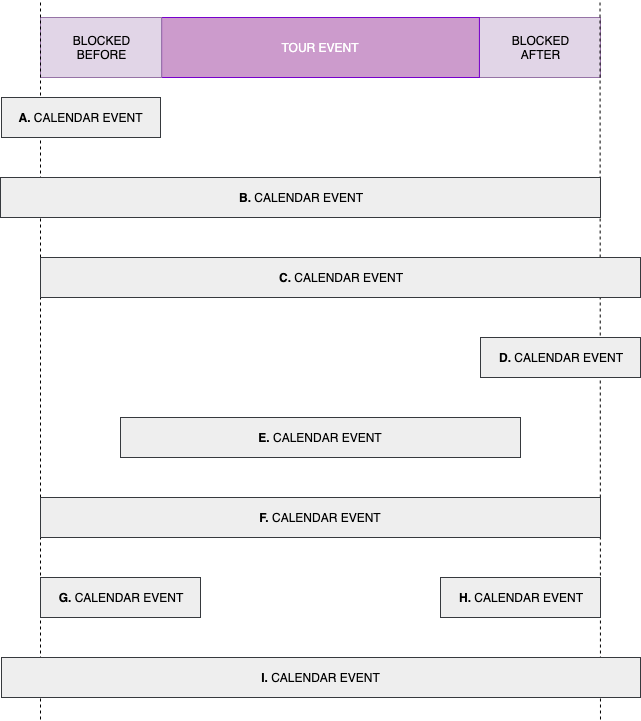 BLOCKED
BEFORE
TOUR EVENT
BLOCKED
AFTER
A. CALENDAR EVENT
B. CALENDAR EVENT
C. CALENDAR EVENT
D. CALENDAR EVENT
E. CALENDAR EVENT
F. CALENDAR EVENT
G. CALENDAR EVENT
H. CALENDAR EVENT
I. CALENDAR EVENT